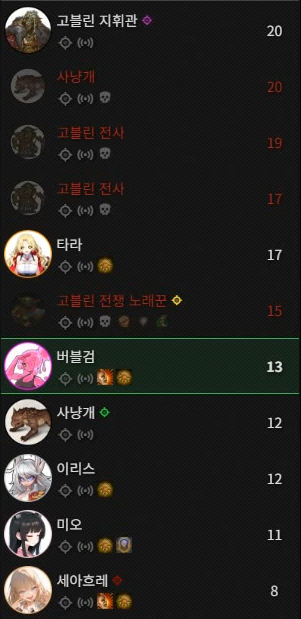 고블린 지휘관
20
사냥개
20
고블린 전사
19
고블린 전사
17
타라
17
고블린 전쟁 노래꾼
15
버블검
13
사냥개
12
이리스
12
미오
11
세아흐레
8